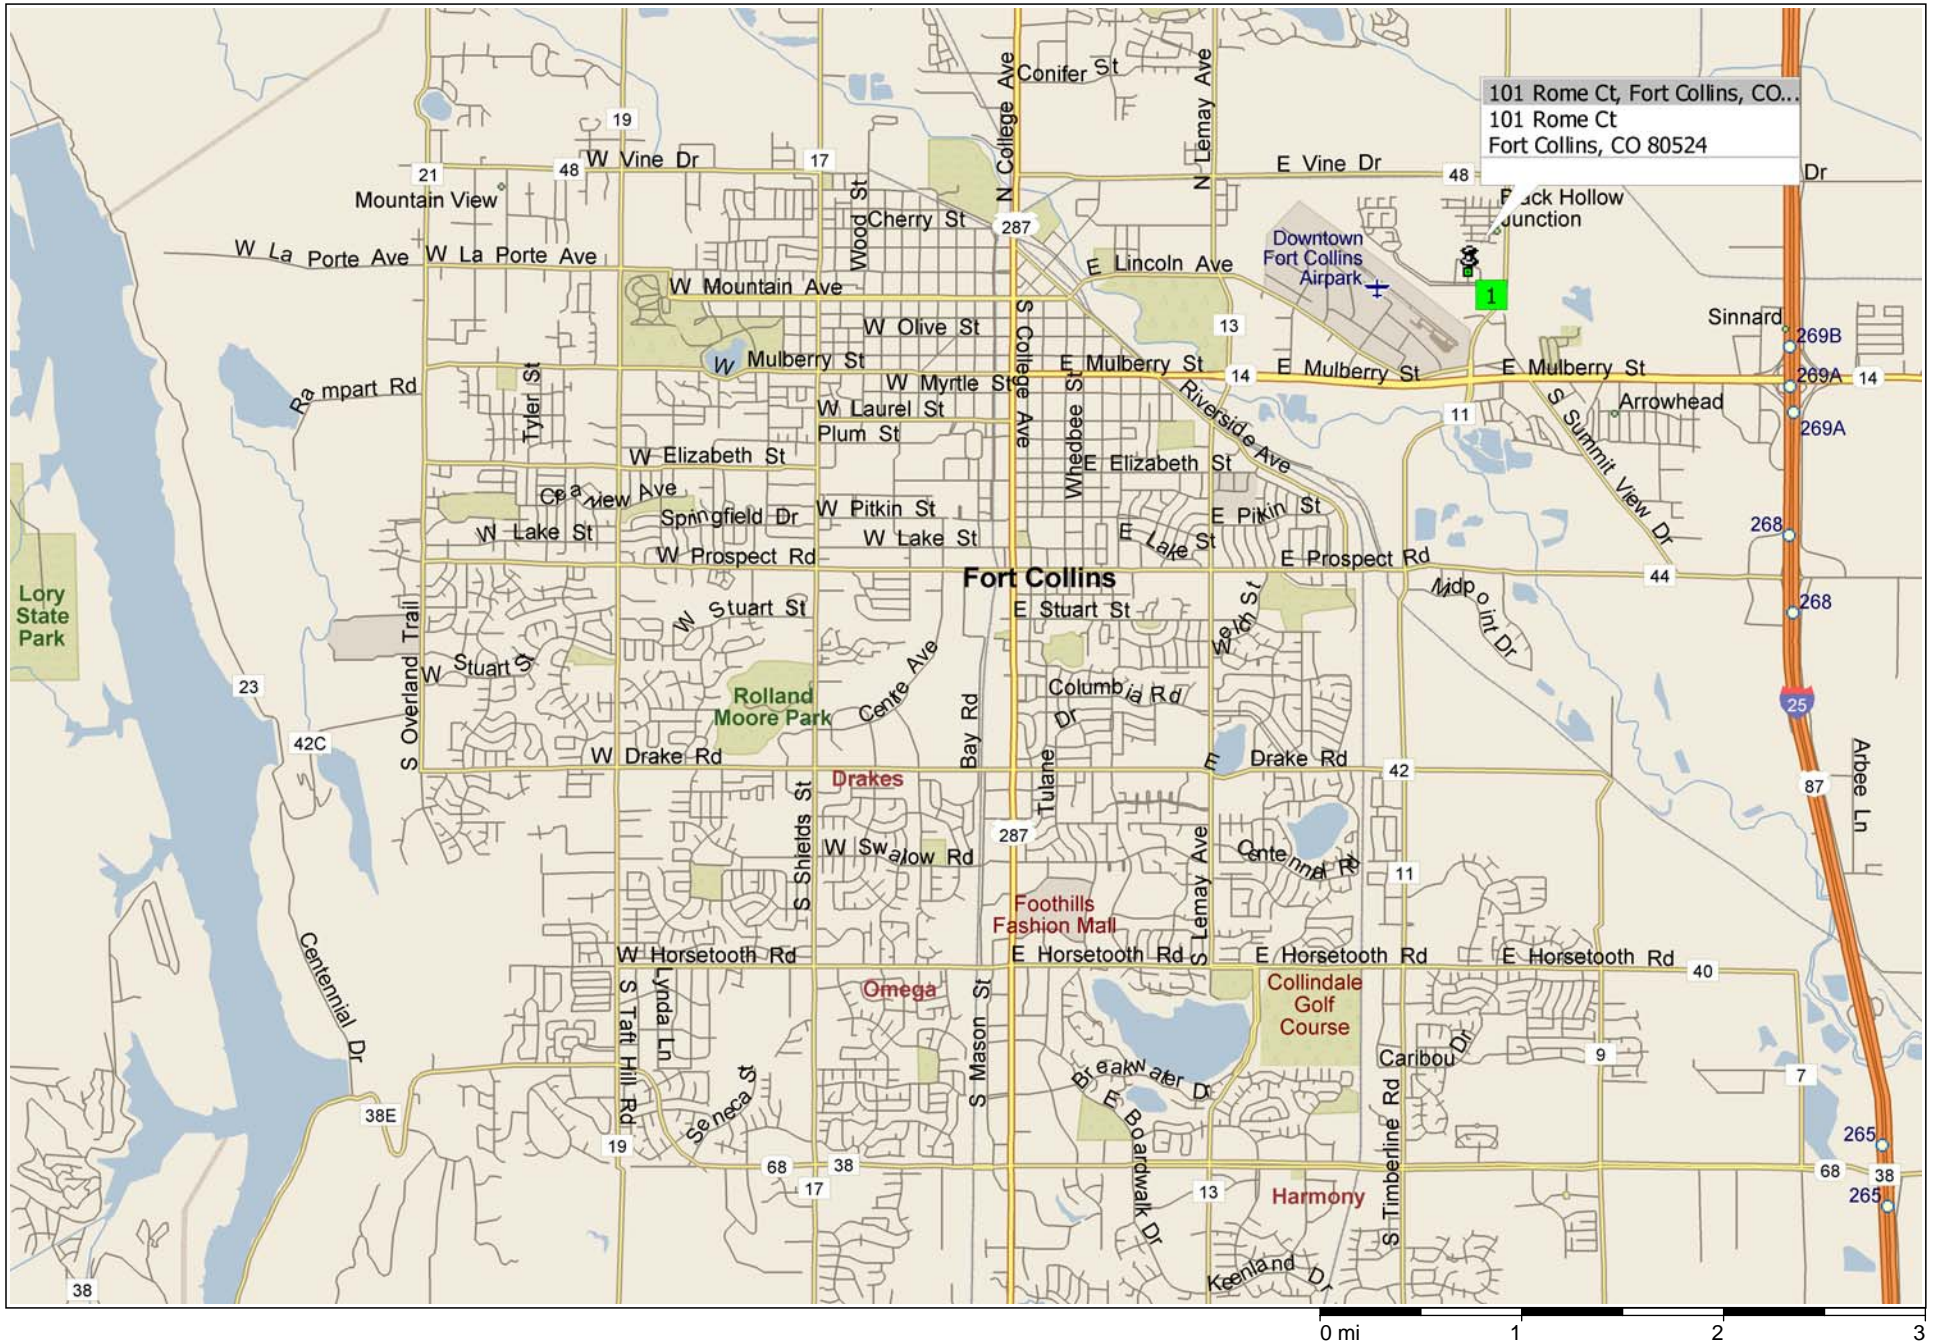 Conifer St
N College Ave
N Lemay Ave
101 Rome Ct, Fort Collins, CO...
101 Rome Ct
Fort Collins, CO 80524
19
W Vine Dr
17
E Vine Dr
48
Dr
21
48
Mountain View
Wood St
Cherry St
287
Black Hollow
Junction
W La Porte Ave
W La Porte Ave
Downtown
Fort Collins
Airpark
E Lincoln Ave
W Mountain Ave
1
S College Ave
W Olive St
13
Sinnard
269B
W Mulberry St
E Mulberry St
14
E Mulberry St
E Mulberry St
269A
14
Rampart Rd
Tyler St
W Myrtle St
Whedbee St
Riverside Ave
S Summit View Dr
Arrowhead
W Laurel St
11
269A
Plum St
W Elizabeth St
E Elizabeth St
Springfield Dr
W Pitkin St
E Pitkin St
W Lake St
W Lake St
E Lake St
268
W Prospect Rd
E Prospect Rd
Fort Collins
44
Lory
State
Park
S Overland Trail
W Stuart St
E Stuart St
Welch St
Midpoint Dr
268
W Stuart St
23
Rolland
Moore Park
Centre Ave
Bay Rd
Columbia Rd
Tulane Dr
25
42C
W Drake Rd
E Drake Rd
42
Drakes
87
Arbee Ln
S Shields St
287
W Swallow Rd
S Lemay Ave
Centennial Rd
11
Foothills
Fashion Mall
Centennial Dr
W Horsetooth Rd
E Horsetooth Rd
E Horsetooth Rd
E Horsetooth Rd
40
S Taft Hill Rd
Lynda Ln
Omega
S Mason St
Collindale
Golf
Course
Caribou Dr
9
7
Seneca St
Breakwater Dr
E Boardwalk Dr
S Timberline Rd
38E
19
265
68
38
68
38
17
13
Harmony
265
Keenland Dr
38
0 mi
1
2
3